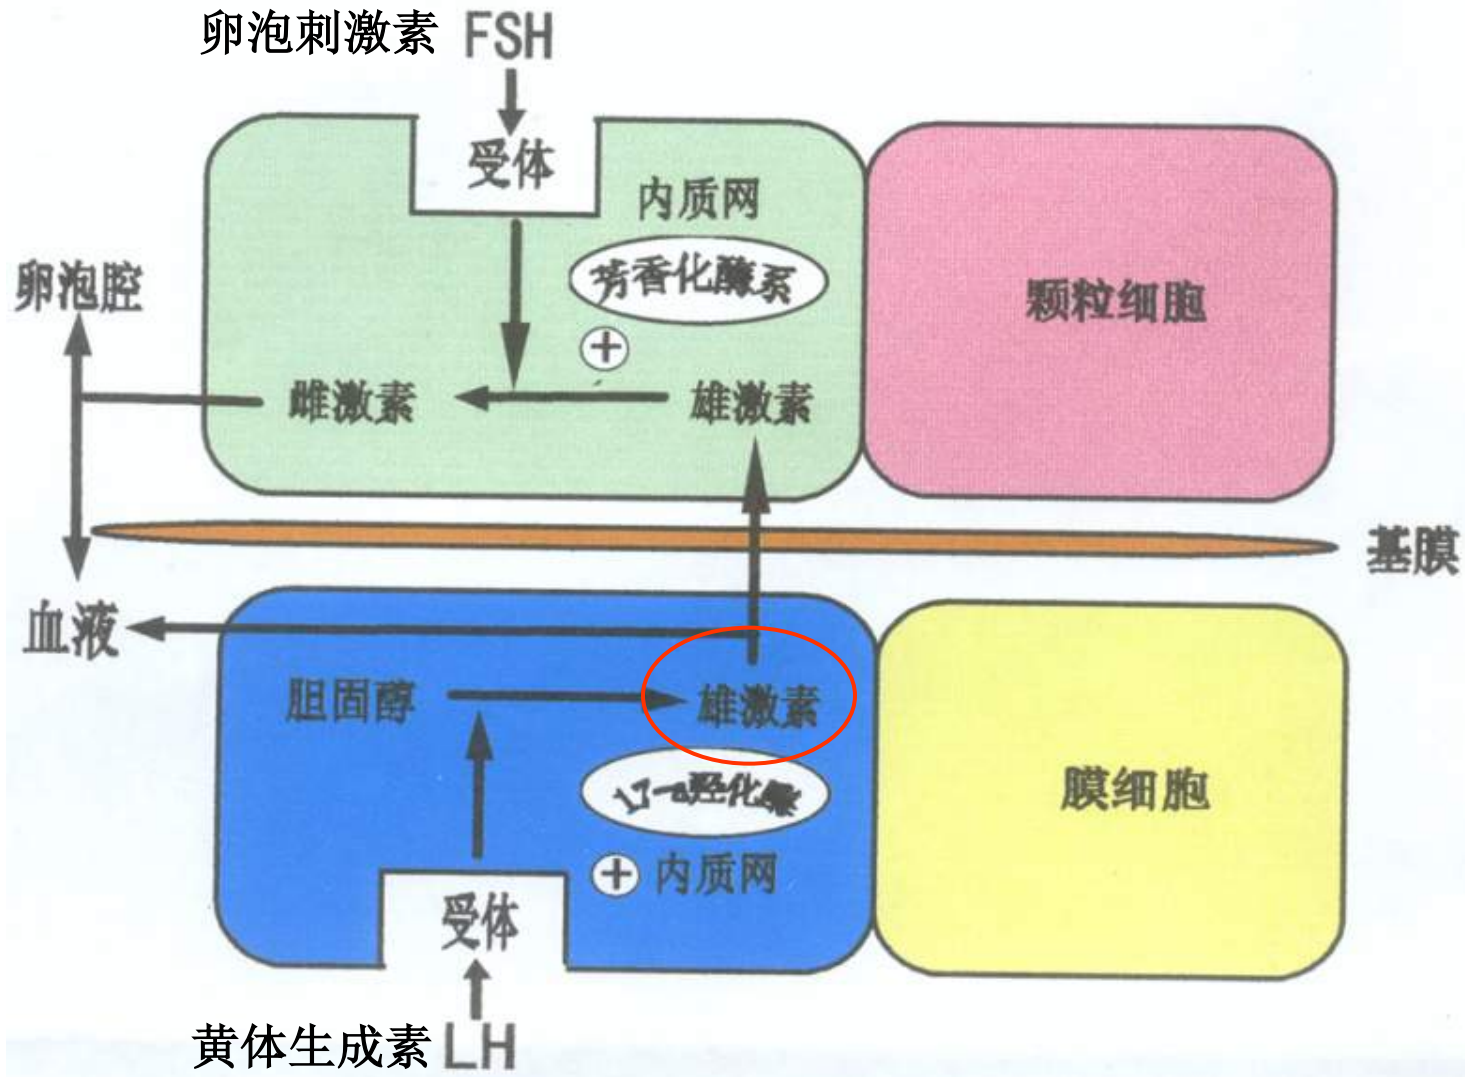 卵泡刺激素 FSH
受体
内质网
芳香化酶系
+
卵泡腔
颗粒细胞
雌激素
雄激素
基膜
血液
胆固醇
雄激素
17-a羟化酶
膜细胞
+ 内质网
受体
黄体生成素 LH